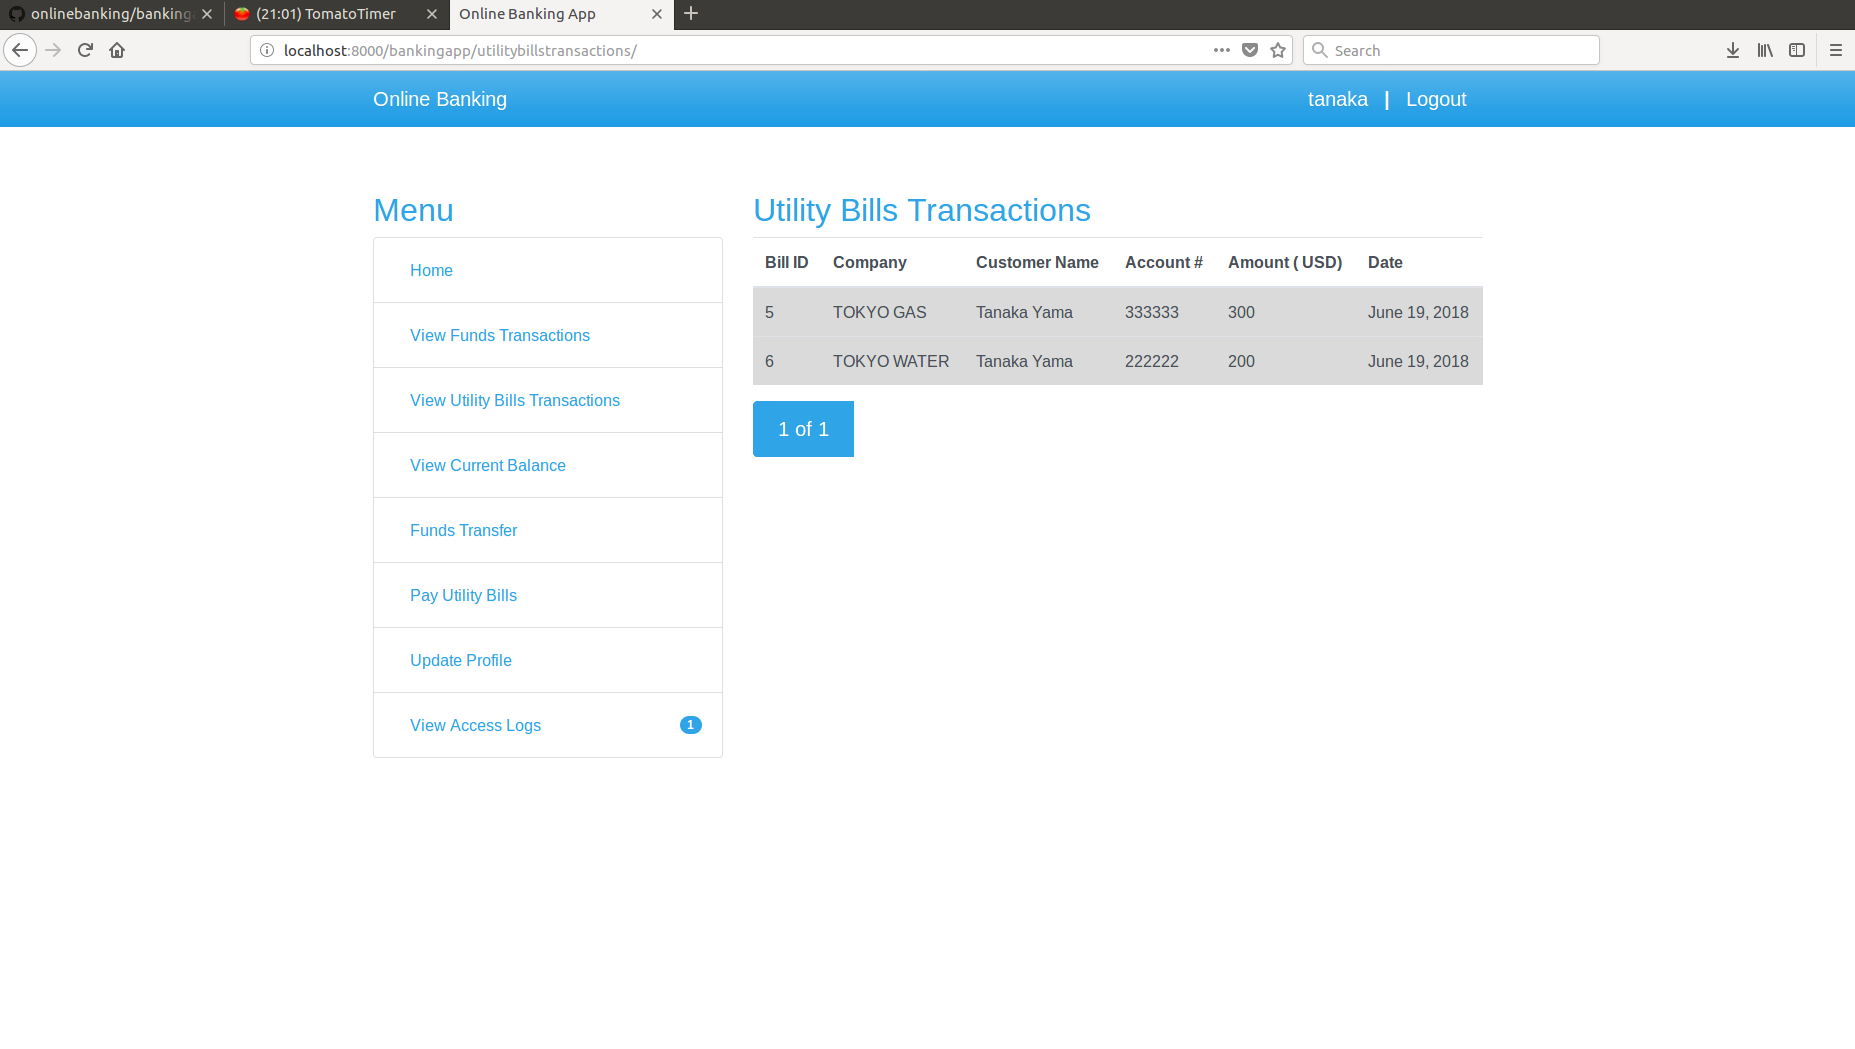 onlinebanking/banking
(21:01) TomatoTimer
Online Banking App
localhost:8000/bankingapp/utilitybillstransactions/
Search
Online Banking
tanaka | Logout
Menu
Home
View Funds Transactions
View Utility Bills Transactions
View Current Balance
Funds Transfer
Pay Utility Bills
Update Profile
View Access Logs 1
Utility Bills Transactions
Bill ID Company Customer Name Account # Amount ( USD) Date
5 TOKYO GAS Tanaka Yama 333333 300 June 19, 2018
6 TOKYO WATER Tanaka Yama 222222 200 June 19, 2018
1 of 1